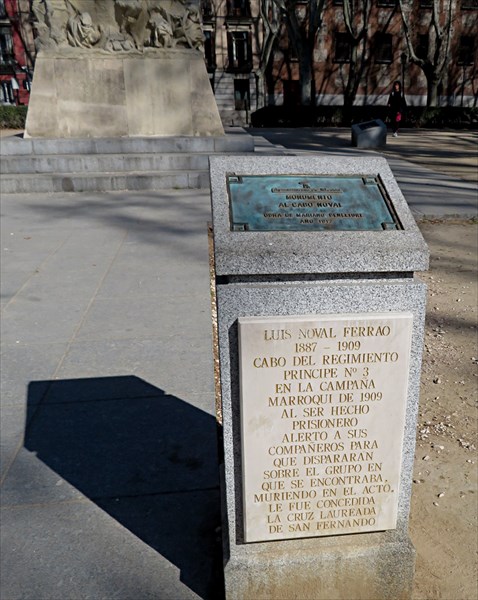 MONUMENTO
AL CABO NOVAL
OBRA DE MARIANO BENLLIURE
AÑO 1912
LUIS NOVAL FERRAO
1887 - 1909
CABO DEL REGIMIENTO
PRINCIPE Nº 3
EN LA CAMPAÑA
MARROQUI DE 1909
AL SER HECHO
PRISIONERO
ALERTO A SUS
COMPAÑEROS PARA
QUE DISPARARAN
SOBRE EL GRUPO EN
QUE SE ENCONTRABA,
MURIENDO EN EL ACTO.
LE FUE CONCEDIDA
LA CRUZ LAUREADA
DE SAN FERNANDO